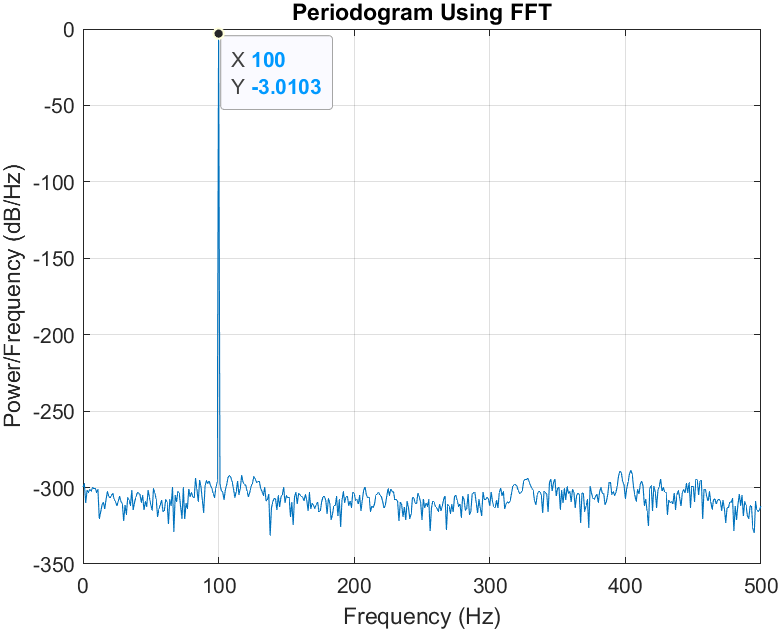 Periodogram Using FFT
X 100
Y -3.0103
0
-50
-100
-150
-200
-250
-300
-350
Power/Frequency (dB/Hz)
0 100 200 300 400 500
Frequency (Hz)